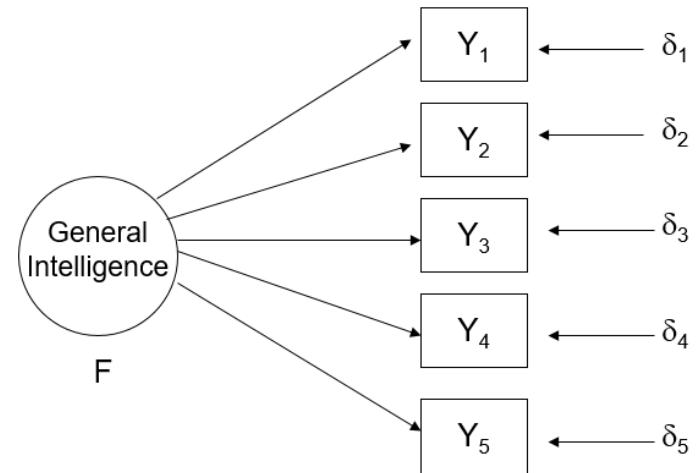 Y₁ δ₁
Y₂ δ₂
General
Intelligence
Y₃ δ₃
F
Y₄ δ₄
Y₅ δ₅